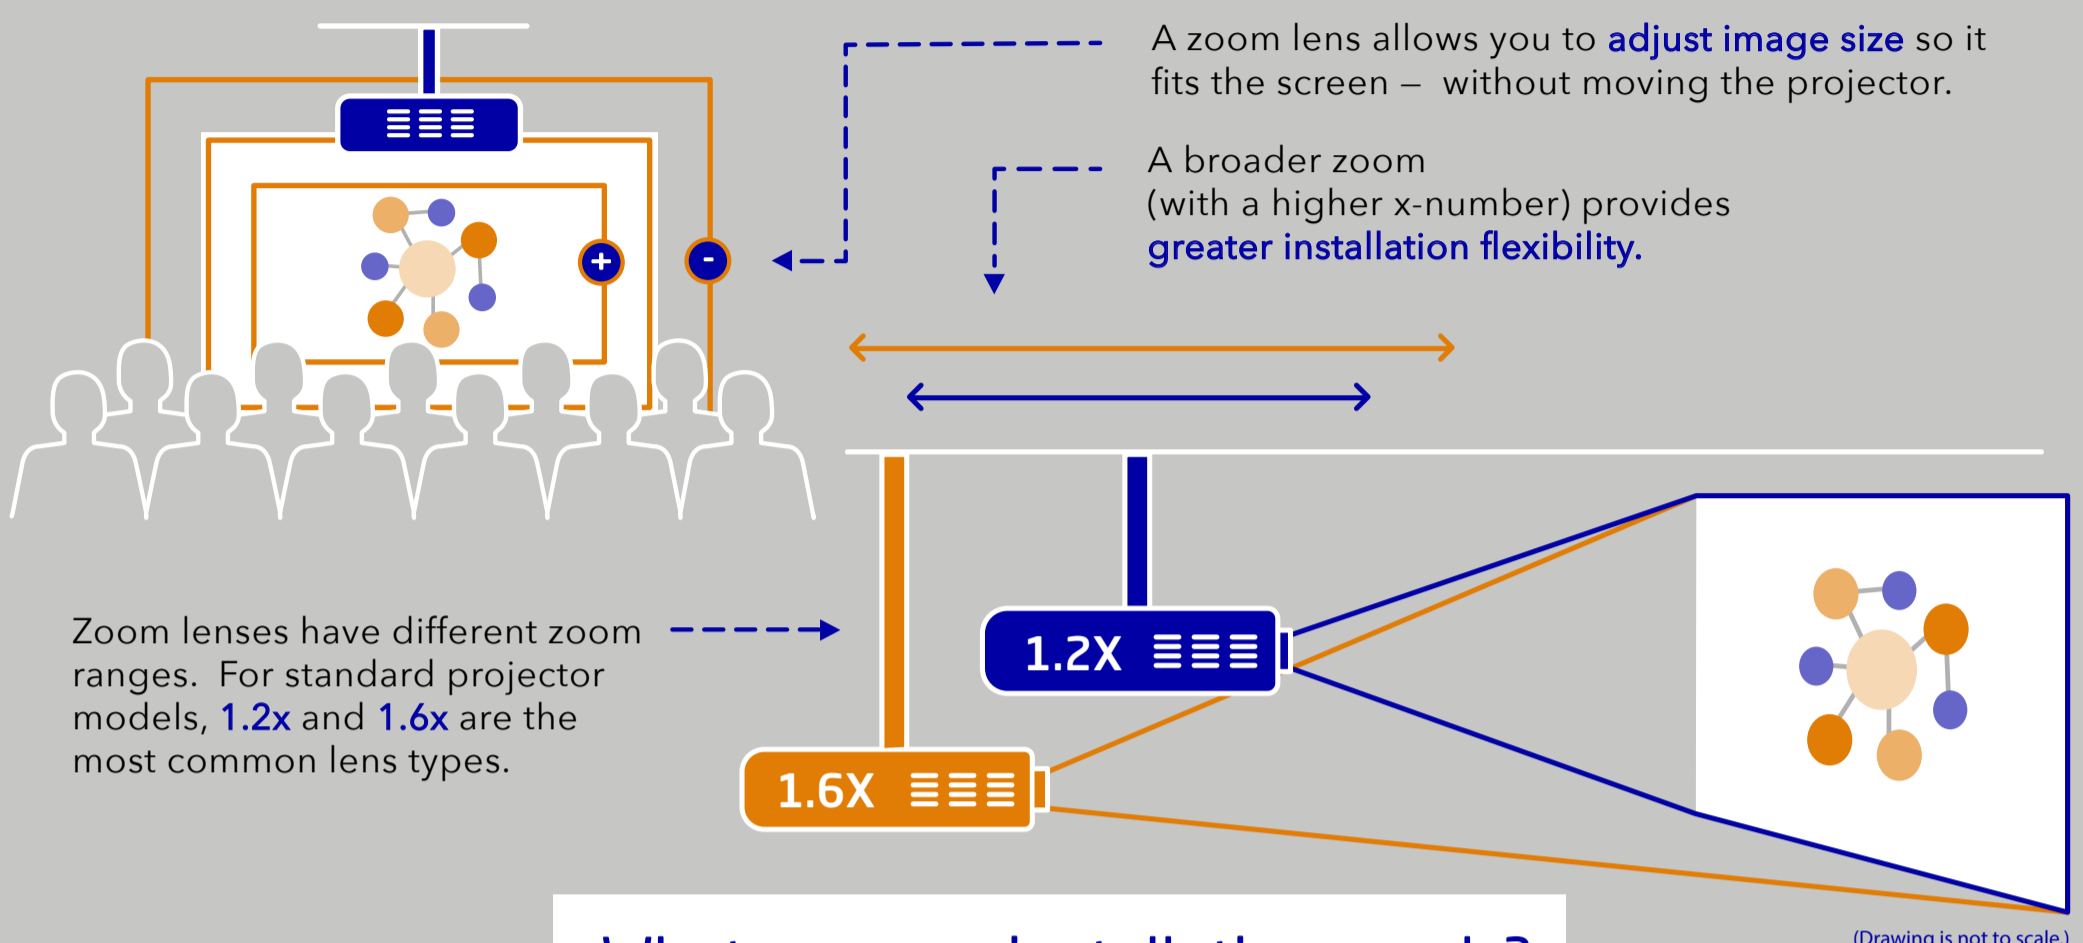 A zoom lens allows you to adjust image size so it
fits the screen – without moving the projector.
A broader zoom
(with a higher x-number) provides
greater installation flexibility.
+
-
Zoom lenses have different zoom
ranges. For standard projector
models, 1.2x and 1.6x are the
most common lens types.
1.2X
1.6X
(Drawing is not to scale.)